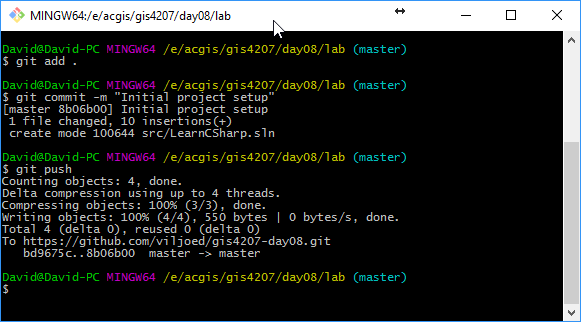 MINGW64:/e/acgis/gis4207/day08/lab
David@David-PC MINGW64 /e/acgis/gis4207/day08/lab (master)
$ git add .
David@David-PC MINGW64 /e/acgis/gis4207/day08/lab (master)
$ git commit -m "Initial project setup"
[master 8b06b00] Initial project setup
 1 file changed, 10 insertions(+)
 create mode 100644 src/LearnCSharp.sln
David@David-PC MINGW64 /e/acgis/gis4207/day08/lab (master)
$ git push
Counting objects: 4, done.
Delta compression using up to 4 threads.
Compressing objects: 100% (3/3), done.
Writing objects: 100% (4/4), 550 bytes | 0 bytes/s, done.
Total 4 (delta 0), reused 0 (delta 0)
To https://github.com/viljoed/gis4207-day08.git
   bd9675c..8b06b00  master -> master
David@David-PC MINGW64 /e/acgis/gis4207/day08/lab (master)
$